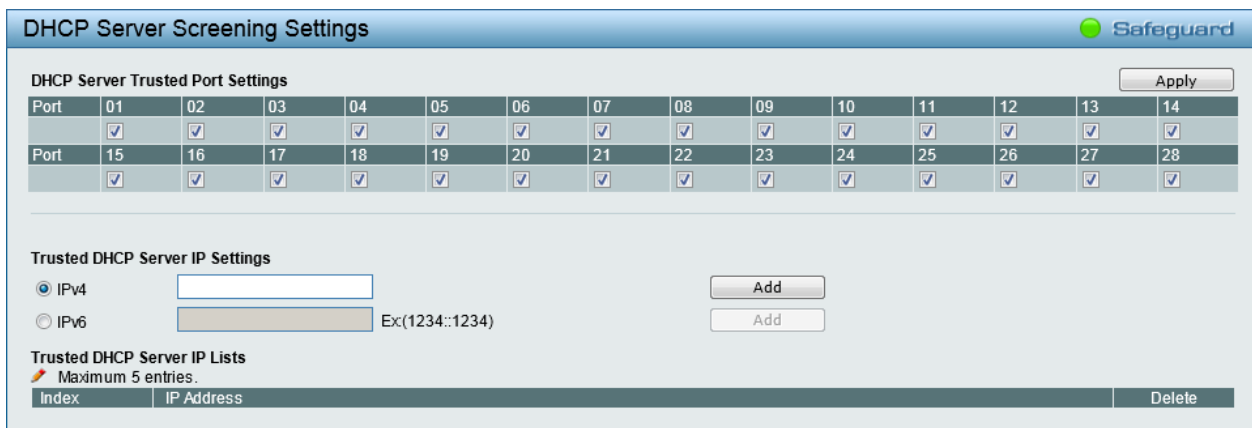 DHCP Server Screening Settings Safeguard
DHCP Server Trusted Port Settings Apply
Port 01 02 03 04 05 06 07 08 09 10 11 12 13 14
Port 15 16 17 18 19 20 21 22 23 24 25 26 27 28
Trusted DHCP Server IP Settings
IPv4 Add
IPv6 Ex:(1234::1234) Add
Trusted DHCP Server IP Lists
Maximum 5 entries.
Index IP Address Delete